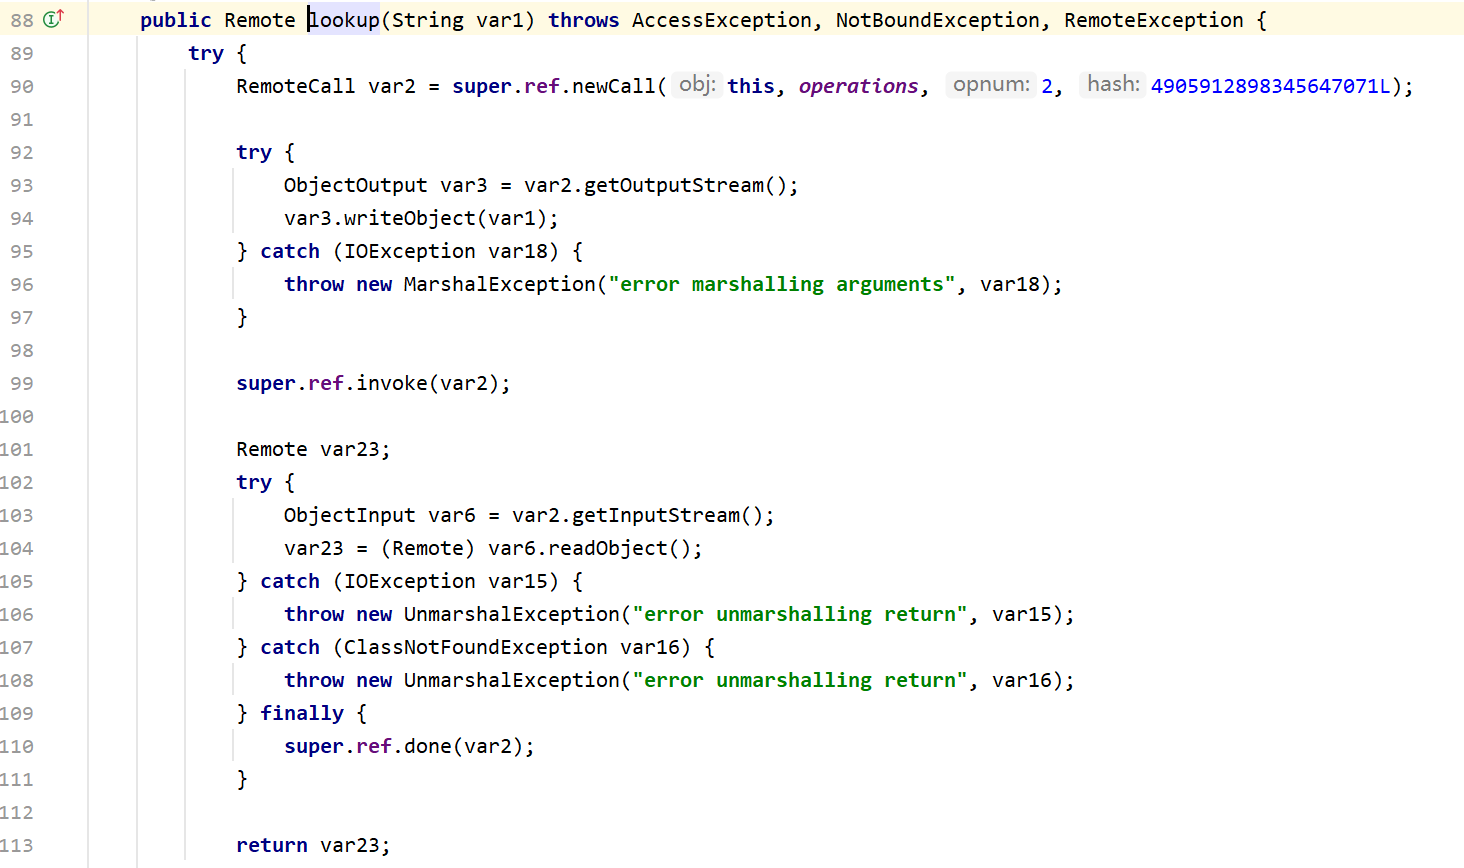 88 public Remote lookup(String var1) throws AccessException, NotBoundException, RemoteException {
89 try {
90 RemoteCall var2 = super.ref.newCall( obj: this, operations, opnum: 2, hash: 4905912898345647071L);
91
92 try {
93 ObjectOutput var3 = var2.getOutputStream();
94 var3.writeObject(var1);
95 } catch (IOException var18) {
96 throw new MarshalException("error marshalling arguments", var18);
97 }
98
99 super.ref.invoke(var2);
100
101 Remote var23;
102 try {
103 ObjectInput var6 = var2.getInputStream();
104 var23 = (Remote) var6.readObject();
105 } catch (IOException var15) {
106 throw new UnmarshalException("error unmarshalling return", var15);
107 } catch (ClassNotFoundException var16) {
108 throw new UnmarshalException("error unmarshalling return", var16);
109 } finally {
110 super.ref.done(var2);
111 }
112
113 return var23;